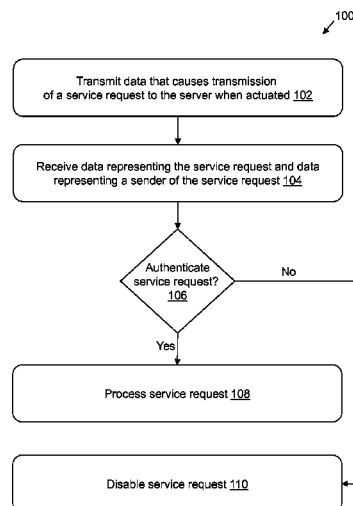 100
Transmit data that causes transmission
of a service request to the server when actuated 102
Receive data representing the service request and data
representing a sender of the service request 104
Authenticate
service request?
106
No
Yes
Process service request 108
Disable service request 110